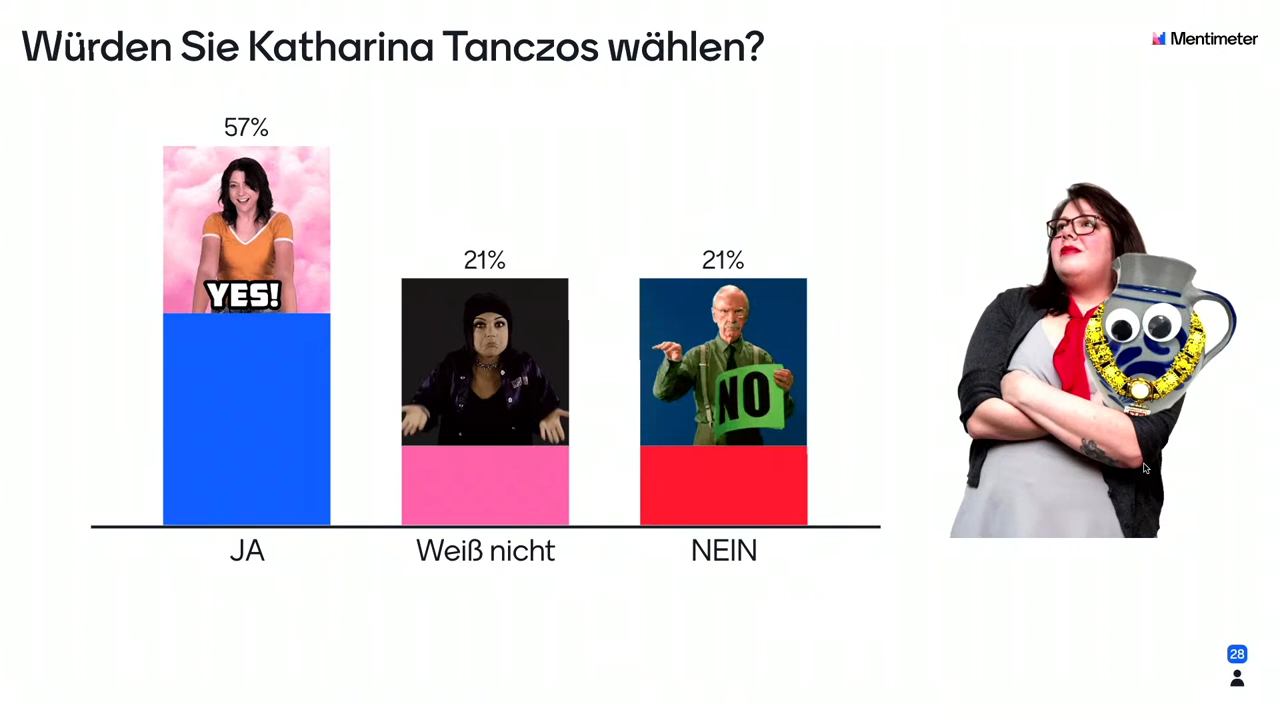 Würden Sie Katharina Tanczos wählen?
Mentimeter
57%
YES!
21%
21%
NO
JA
Weiß nicht
NEIN
28